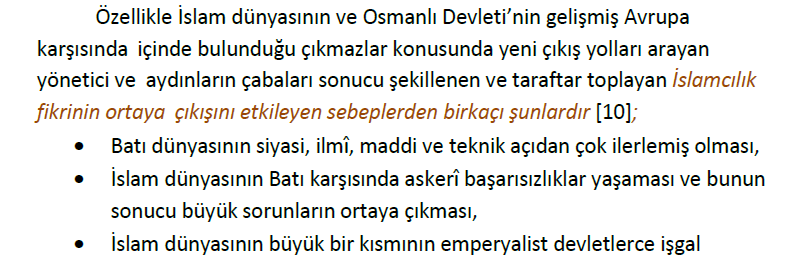 Özellikle İslam dünyasının ve Osmanlı Devleti’nin gelişmiş Avrupa
karşısında içinde bulunduğu çıkmazlar konusunda yeni çıkış yolları arayan
yönetici ve aydınların çabaları sonucu şekillenen ve taraftar toplayan İslamcılık
fikrinin ortaya çıkışını etkileyen sebeplerden birkaçı şunlardır [10];
• Batı dünyasının siyasi, ilmî, maddi ve teknik açıdan çok ilerlemiş olması,
• İslam dünyasının Batı karşısında askerî başarısızlıklar yaşaması ve bunun
sonucu büyük sorunların ortaya çıkması,
• İslam dünyasının büyük bir kısmının emperyalist devletlerce işgal